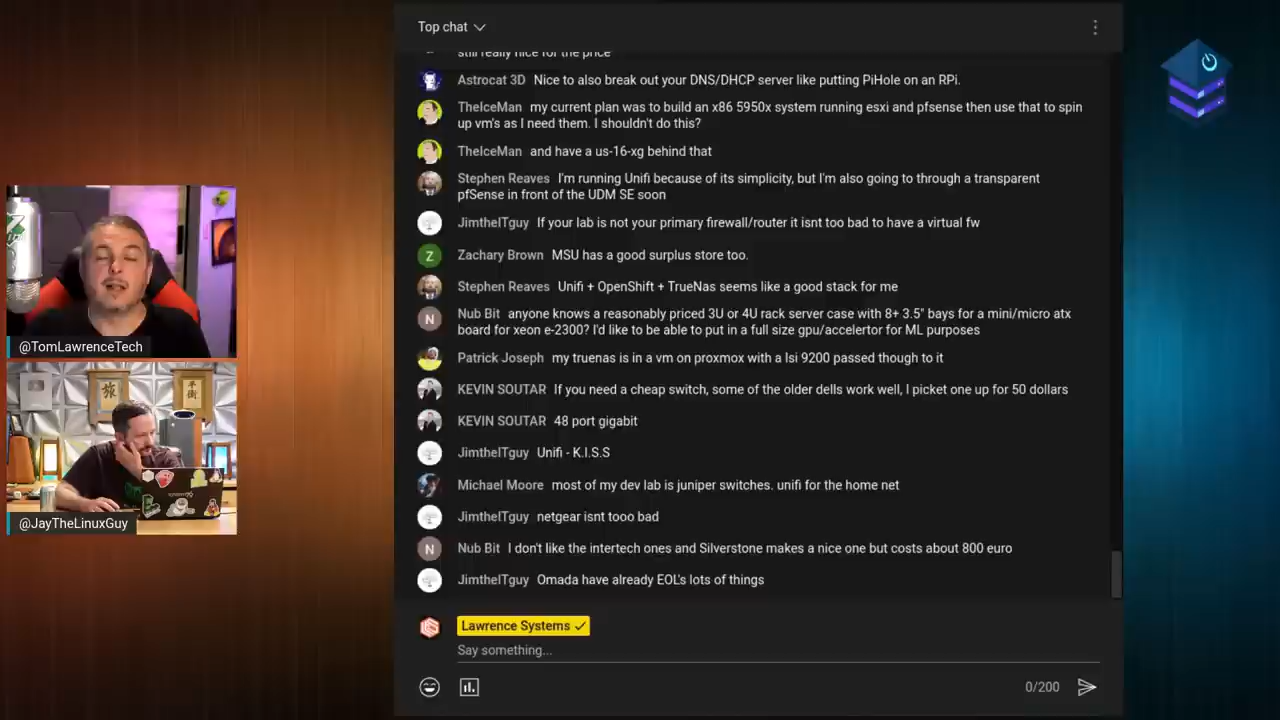 Top chat
still really nice for the price
Astrocat 3D Nice to also break out your DNS/DHCP server like putting PiHole on an RPi.
TheIceMan my current plan was to build an x86 5950x system running esxi and pfsense then use that to spin
up vm's as I need them. I shouldn't do this?
TheIceMan and have a us-16-xg behind that
Stephen Reaves I'm running Unifi because of its simplicity, but I'm also going to through a transparent
pfSense in front of the UDM SE soon
JimtheITguy If your lab is not your primary firewall/router it isnt too bad to have a virtual fw
Z
Zachary Brown MSU has a good surplus store too.
Stephen Reaves Unifi + OpenShift + TrueNas seems like a good stack for me
N
Nub Bit anyone knows a reasonably priced 3U or 4U rack server case with 8+ 3.5" bays for a mini/micro atx
board for xeon e-2300? I'd like to be able to put in a full size gpu/accelertor for ML purposes
Patrick Joseph my truenas is in a vm on proxmox with a lsi 9200 passed though to it
KEVIN SOUTAR If you need a cheap switch, some of the older dells work well, I picket one up for 50 dollars
KEVIN SOUTAR 48 port gigabit
JimtheITguy Unifi - K.I.S.S
Michael Moore most of my dev lab is juniper switches. unifi for the home net
JimtheITguy netgear isnt tooo bad
N
Nub Bit I don't like the intertech ones and Silverstone makes a nice one but costs about 800 euro
JimtheITguy Omada have already EOL's lots of things
Lawrence Systems
Say something...
0/200
@TomLawrenceTech
@JayTheLinuxGuy